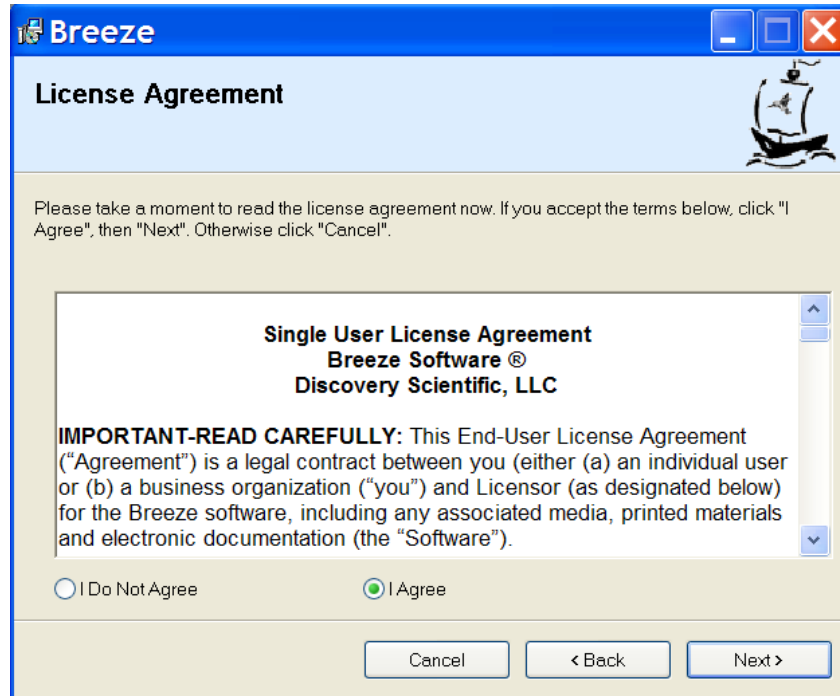 Breeze
License Agreement
Please take a moment to read the license agreement now. If you accept the terms below, click "I
Agree", then "Next". Otherwise click "Cancel".
Single User License Agreement
Breeze Software ®
Discovery Scientific, LLC
IMPORTANT-READ CAREFULLY: This End-User License Agreement
(“Agreement”) is a legal contract between you (either (a) an individual user
or (b) a business organization (“you”) and Licensor (as designated below)
for the Breeze software, including any associated media, printed materials
and electronic documentation (the “Software”).
I Do Not Agree
I Agree
Cancel
< Back
Next >